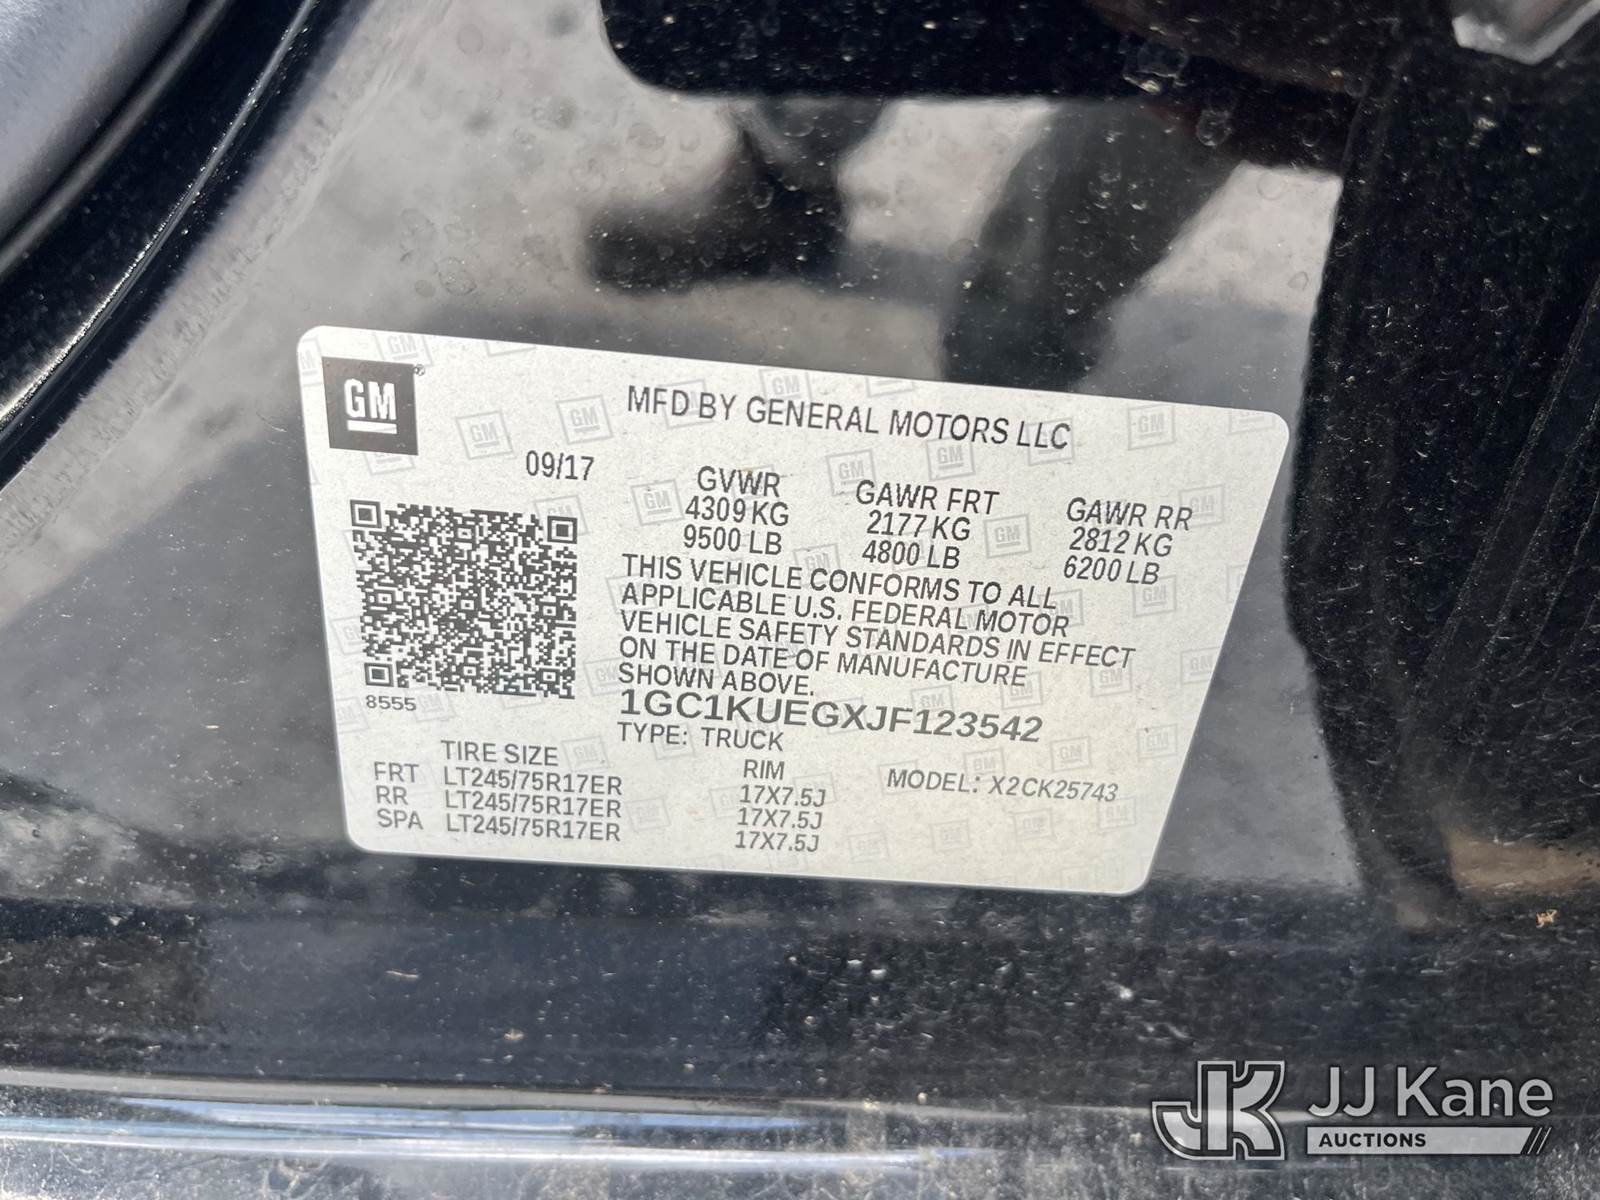 GM
MFD BY GENERAL MOTORS LLC
09/17
GVWR GAWR FRT GAWR RR
4309 KG 2177 KG 2812 KG
9500 LB 4800 LB 6200 LB
THIS VEHICLE CONFORMS TO ALL
APPLICABLE U.S. FEDERAL MOTOR
VEHICLE SAFETY STANDARDS IN EFFECT
ON THE DATE OF MANUFACTURE
SHOWN ABOVE.
8555
1GC1KUEGXJF123542
TYPE: TRUCK
TIRE SIZE RIM MODEL: X2CK25743
FRT LT245/75R17ER 17X7.5J
RR LT245/75R17ER 17X7.5J
SPA LT245/75R17ER 17X7.5J
JK JJ Kane
AUCTIONS